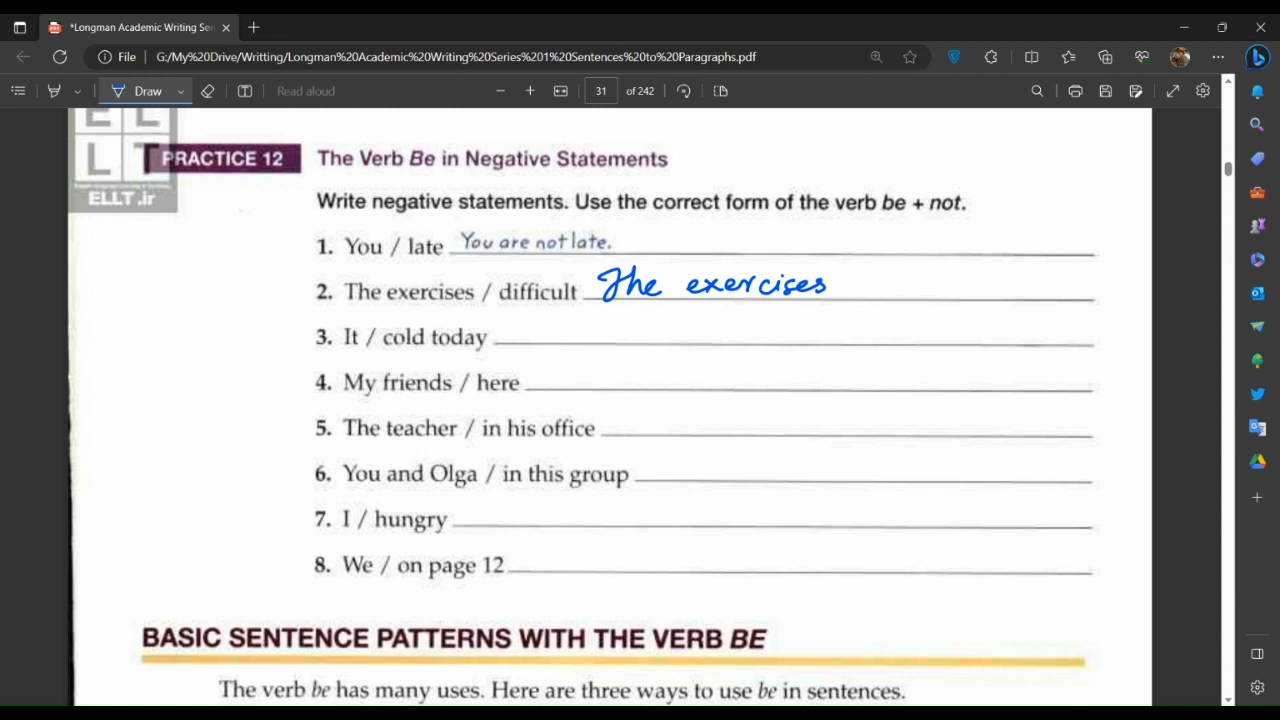 *Longman Academic Writing Ser
File G:/My%20Drive/Writting/Longman%20Academic%20Writing%20Series%201%20Sentences%20to%20Paragraphs.pdf
Draw Read aloud 31 of 242
E L
L T
ELLT.ir
PRACTICE 12 The Verb Be in Negative Statements
Write negative statements. Use the correct form of the verb be + not.
1. You / late You are not late.
2. The exercises / difficult The exercises
3. It / cold today
4. My friends / here
5. The teacher / in his office
6. You and Olga / in this group
7. I / hungry
8. We / on page 12
BASIC SENTENCE PATTERNS WITH THE VERB BE
The verb be has many uses. Here are three ways to use be in sentences.